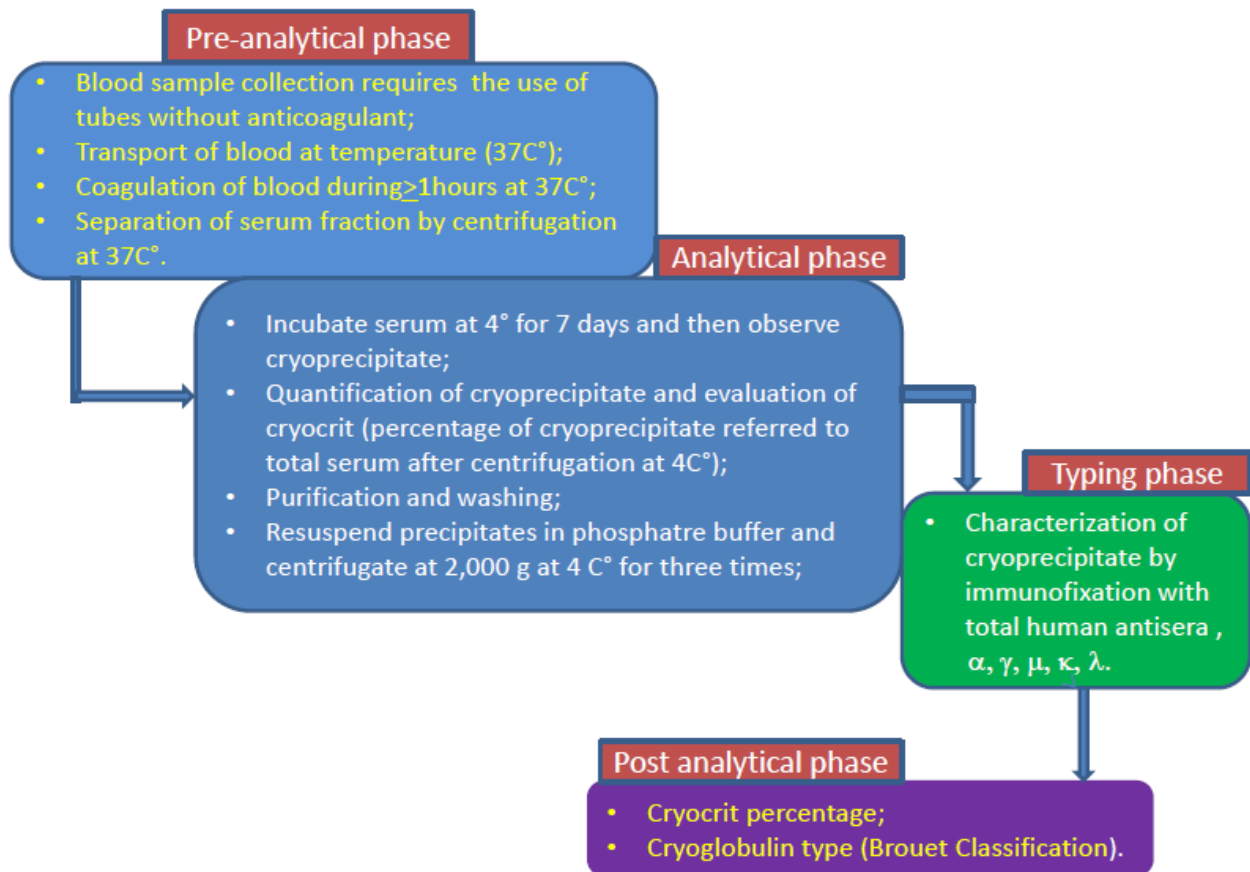 Pre-analytical phase
• Blood sample collection requires the use of
tubes without anticoagulant;
• Transport of blood at temperature (37C°);
• Coagulation of blood during≥1hours at 37C°;
• Separation of serum fraction by centrifugation
at 37C°.
Analytical phase
• Incubate serum at 4° for 7 days and then observe
cryoprecipitate;
• Quantification of cryoprecipitate and evaluation of
cryocrit (percentage of cryoprecipitate referred to
total serum after centrifugation at 4C°);
• Purification and washing;
• Resuspend precipitates in phosphatre buffer and
centrifugate at 2,000 g at 4 C° for three times;
Typing phase
• Characterization of
cryoprecipitate by
immunofixation with
total human antisera ,
α, γ, μ, κ, λ.
Post analytical phase
• Cryocrit percentage;
• Cryoglobulin type (Brouet Classification).